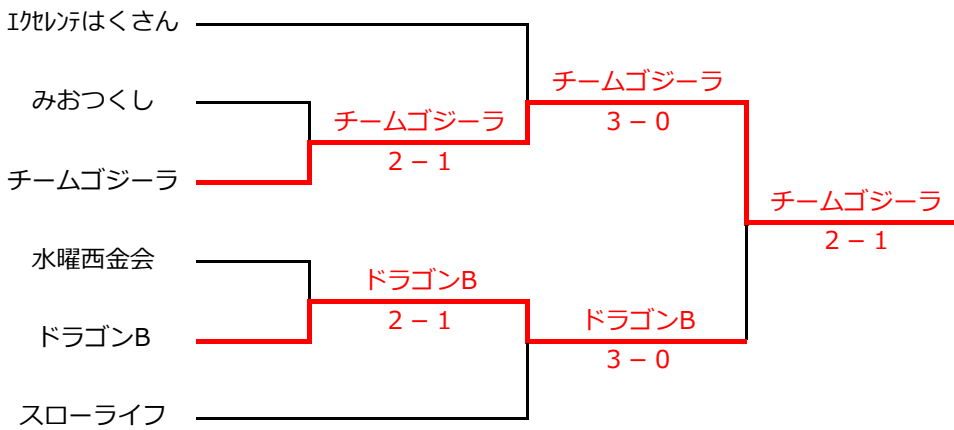 ｴｸｾﾚﾝﾃはくさん
チームゴジーラ
みおつくし
チームゴジーラ
3 − 0
2 − 1
チームゴジーラ
チームゴジーラ
2 − 1
水曜西金会
ドラゴンB
2 − 1
ドラゴンB
ドラゴンB
3 − 0
スローライフ